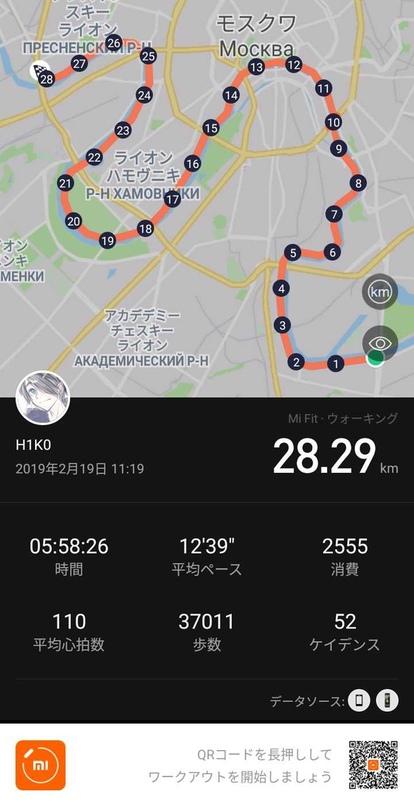 モスクワ
Москва
スキー
ライオン
ПРЕСНЕНСКИЙ Р-Н
26
25
27
28
24
23
22
21
20
19
18
17
16
15
14
13
12
11
10
9
8
7
6
5
4
3
2
1
ライオン
ハモヴニキ
Р-Н ХАМОВНИКИ
イオン
ンキ
МЕНКИ
アカデミー
チェスキー
ライオン
АКАДЕМИЧЕСКИЙ Р-Н
km
Mi Fit · ウォーキング
H1K0
2019年2月19日 11:19
28.29 km
05:58:26 12'39" 2555
時間 平均ペース 消費
110 37011 52
平均心拍数 歩数 ケイデンス
データソース:
mi
QRコードを長押しして
ワークアウトを開始しましょう